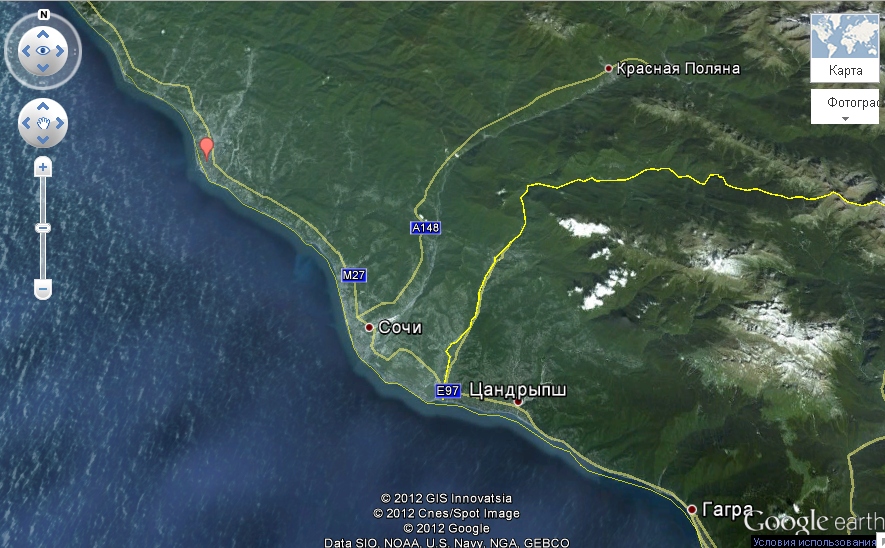 N
Карта
Фотограф
Красная Поляна
A148
M27
Сочи
E97
Цандрыпш
Гагра
Google earth
© 2012 GIS Innovatsia
© 2012 Cnes/Spot Image
© 2012 Google
Data SIO, NOAA, U.S. Navy, NGA, GEBCO
Условия использования